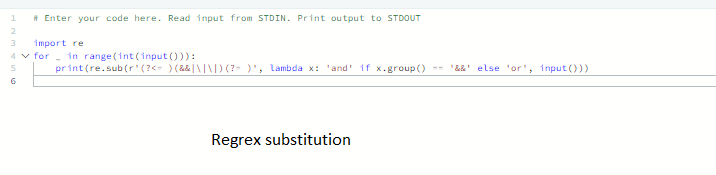 1 # Enter your code here. Read input from STDIN. Print output to STDOUT
2
3 import re
4 for _ in range(int(input())):
5 print(re.sub(r'(?<= )(&&|\|\|)(?= )', lambda x: 'and' if x.group() == '&&' else 'or', input()))
6
Regrex substitution